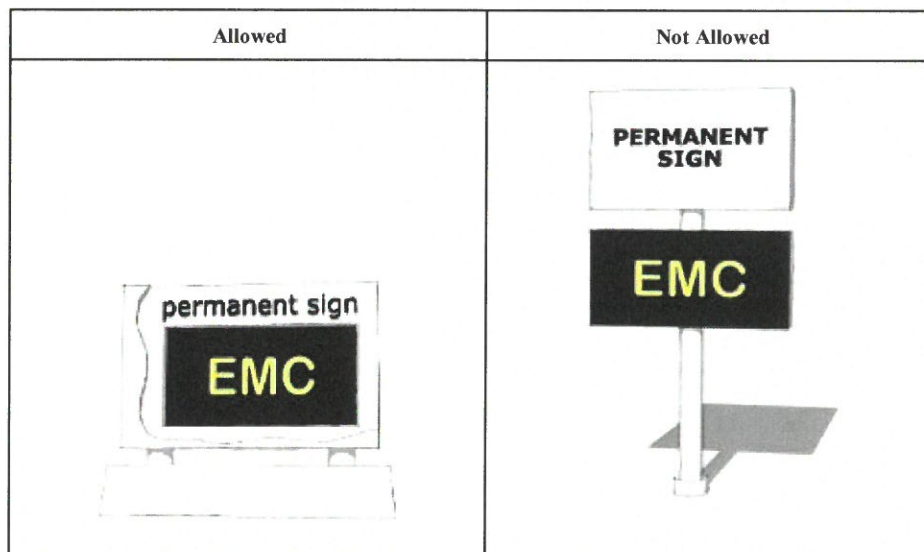 Allowed
Not Allowed
permanent sign
EMC
PERMANENT
SIGN
EMC